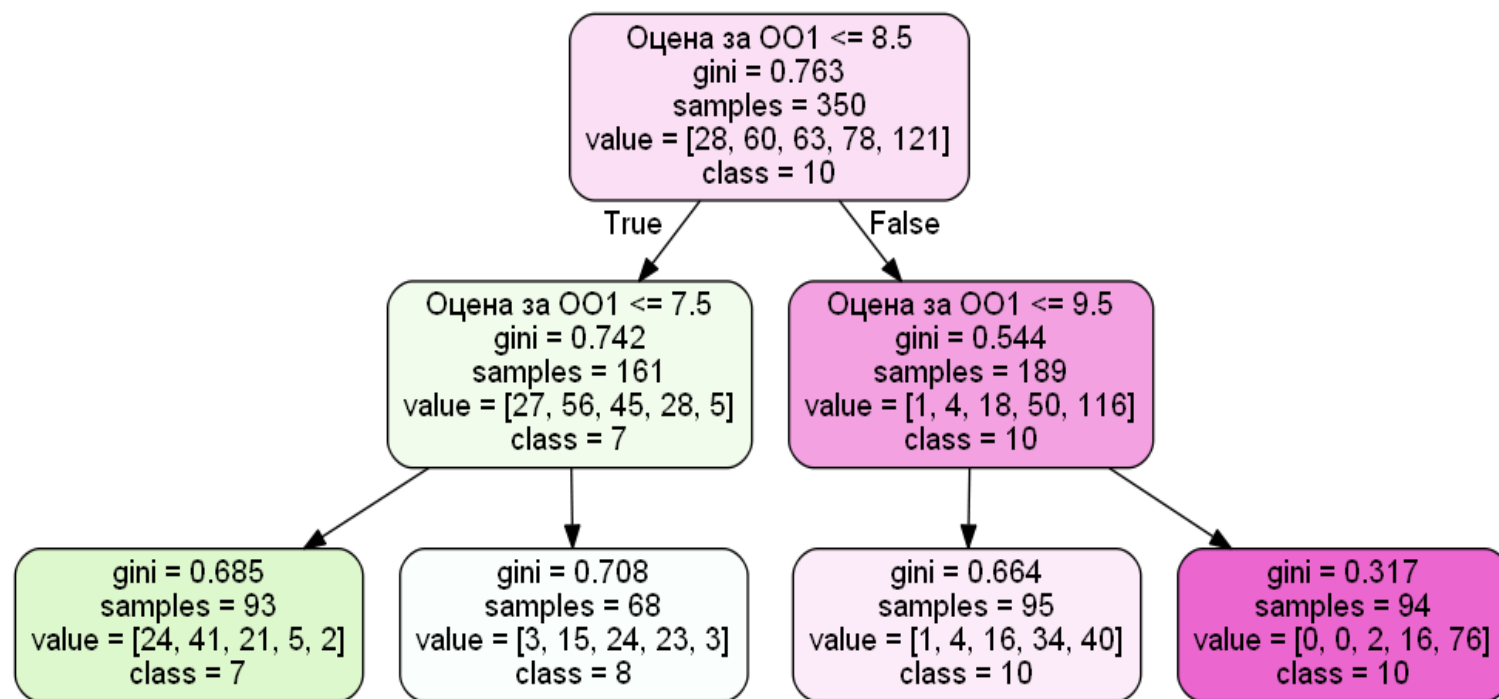 Оцена за ОО1 <= 8.5
gini = 0.763
samples = 350
value = [28, 60, 63, 78, 121]
class = 10
True
False
Оцена за ОО1 <= 7.5
gini = 0.742
samples = 161
value = [27, 56, 45, 28, 5]
class = 7
Оцена за ОО1 <= 9.5
gini = 0.544
samples = 189
value = [1, 4, 18, 50, 116]
class = 10
gini = 0.685
samples = 93
value = [24, 41, 21, 5, 2]
class = 7
gini = 0.708
samples = 68
value = [3, 15, 24, 23, 3]
class = 8
gini = 0.664
samples = 95
value = [1, 4, 16, 34, 40]
class = 10
gini = 0.317
samples = 94
value = [0, 0, 2, 16, 76]
class = 10